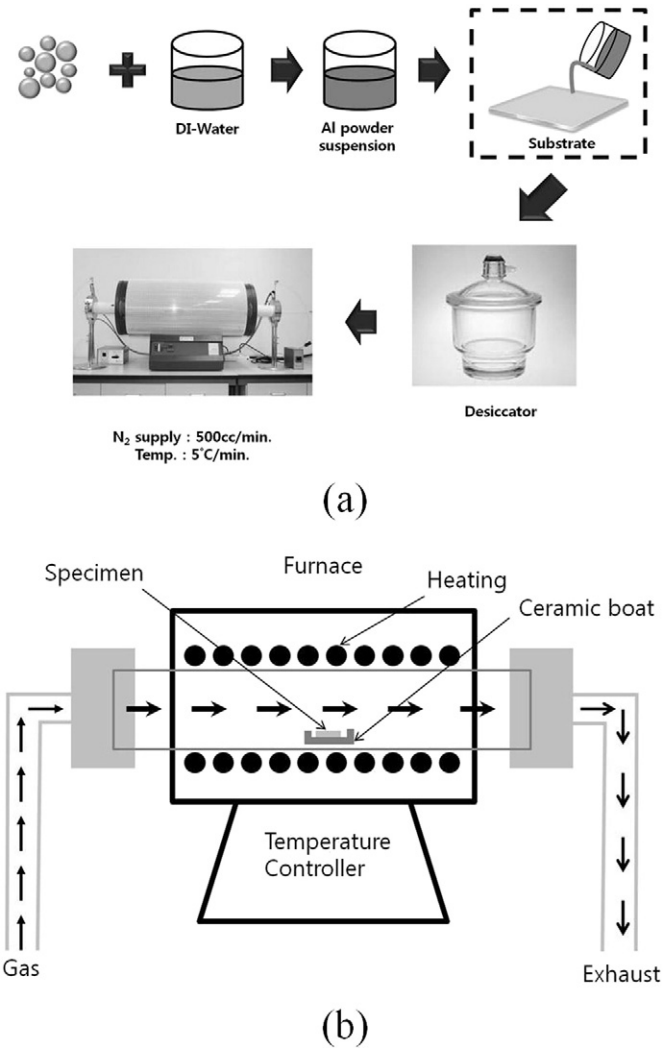 DI-Water
Al powder
suspension
Substrate
Desiccator
N₂ supply : 500cc/min.
Temp. : 5°C/min.
(a)
Specimen
Furnace
Heating
Ceramic boat
Temperature
Controller
Gas
Exhaust
(b)